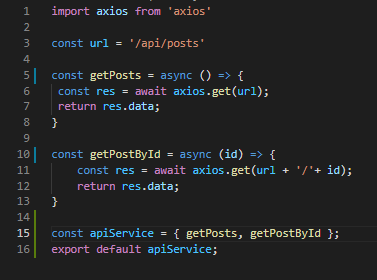 1 import axios from 'axios'
2
3 const url = '/api/posts'
4
5 const getPosts = async () => {
6 const res = await axios.get(url);
7 return res.data;
8 }
9
10 const getPostById = async (id) => {
11 const res = await axios.get(url + '/'+ id);
12 return res.data;
13 }
14
15 const apiService = { getPosts, getPostById };
16 export default apiService;